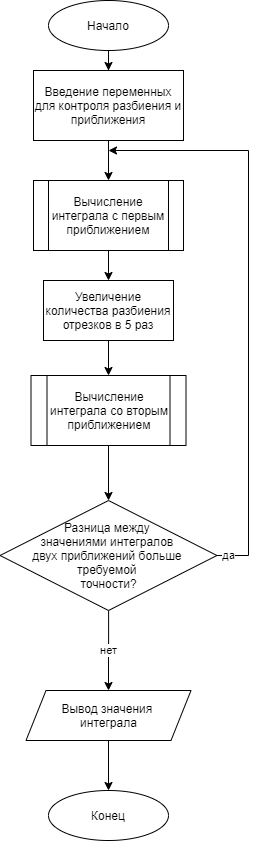 Начало
Введение переменных
для контроля разбиения и
приближения
Вычисление
интеграла с первым
приближением
Увеличение
количества разбиения
отрезков в 5 раз
Вычисление
интеграла со вторым
приближением
Разница между
значениями интегралов
двух приближений больше
требуемой
точности?
да
нет
Вывод значения
интеграла
Конец